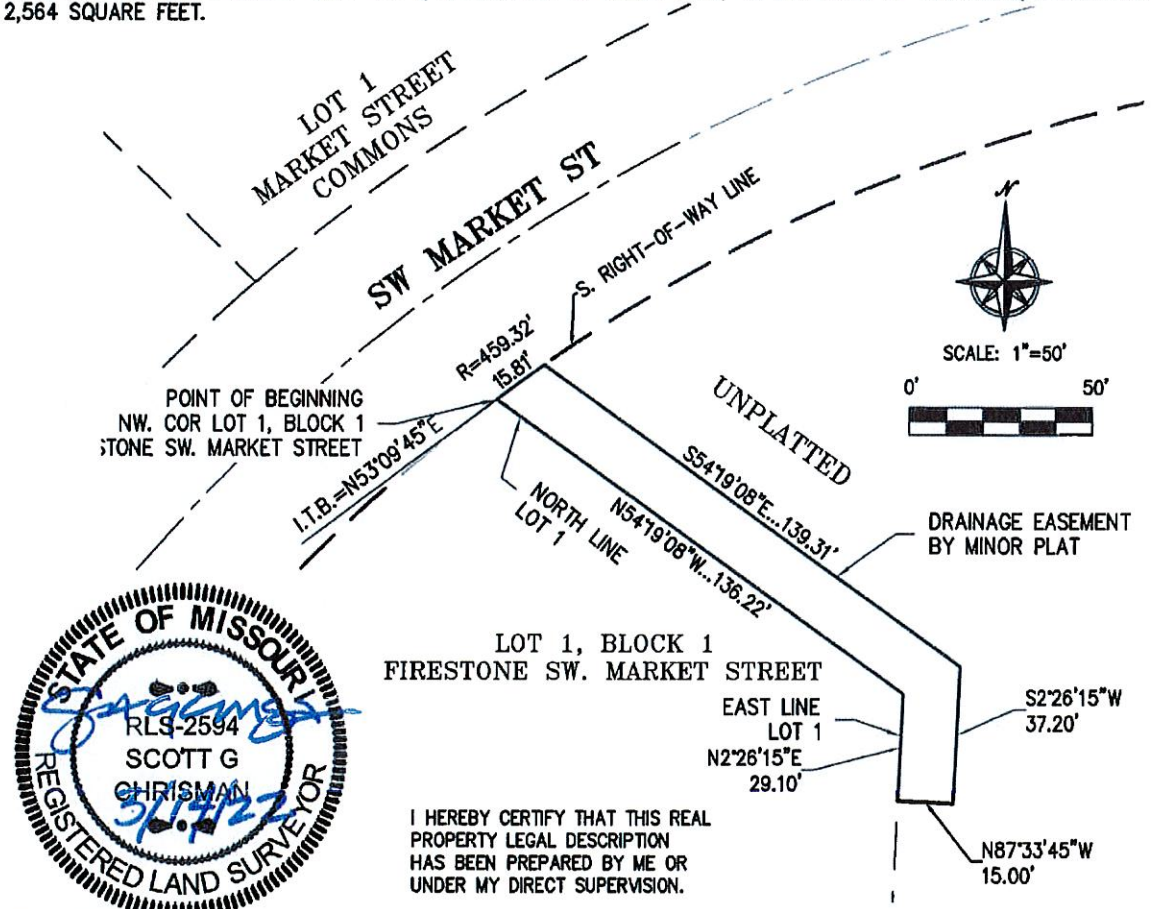 2,564 SQUARE FEET.
LOT 1
MARKET STREET
COMMONS
SW MARKET ST
S. RIGHT-OF-WAY LINE
N
SCALE: 1"=50'
0' 50'
R=459.32'
15.81'
POINT OF BEGINNING
NW. COR LOT 1, BLOCK 1
STONE SW. MARKET STREET
I.T.B.=N53°09'45"E
UNPLATTED
NORTH LINE
LOT 1
S54°19'08"E...139.31'
N54°19'08"W...136.22'
DRAINAGE EASEMENT
BY MINOR PLAT
LOT 1, BLOCK 1
FIRESTONE SW. MARKET STREET
EAST LINE
LOT 1
N2°26'15"E
29.10'
S2°26'15"W
37.20'
N87°33'45"W
15.00'
STATE OF MISSOURI
RLS-2594
SCOTT G
CHRISMAN
3/14/22
REGISTERED LAND SURVEYOR
I HEREBY CERTIFY THAT THIS REAL
PROPERTY LEGAL DESCRIPTION
HAS BEEN PREPARED BY ME OR
UNDER MY DIRECT SUPERVISION.